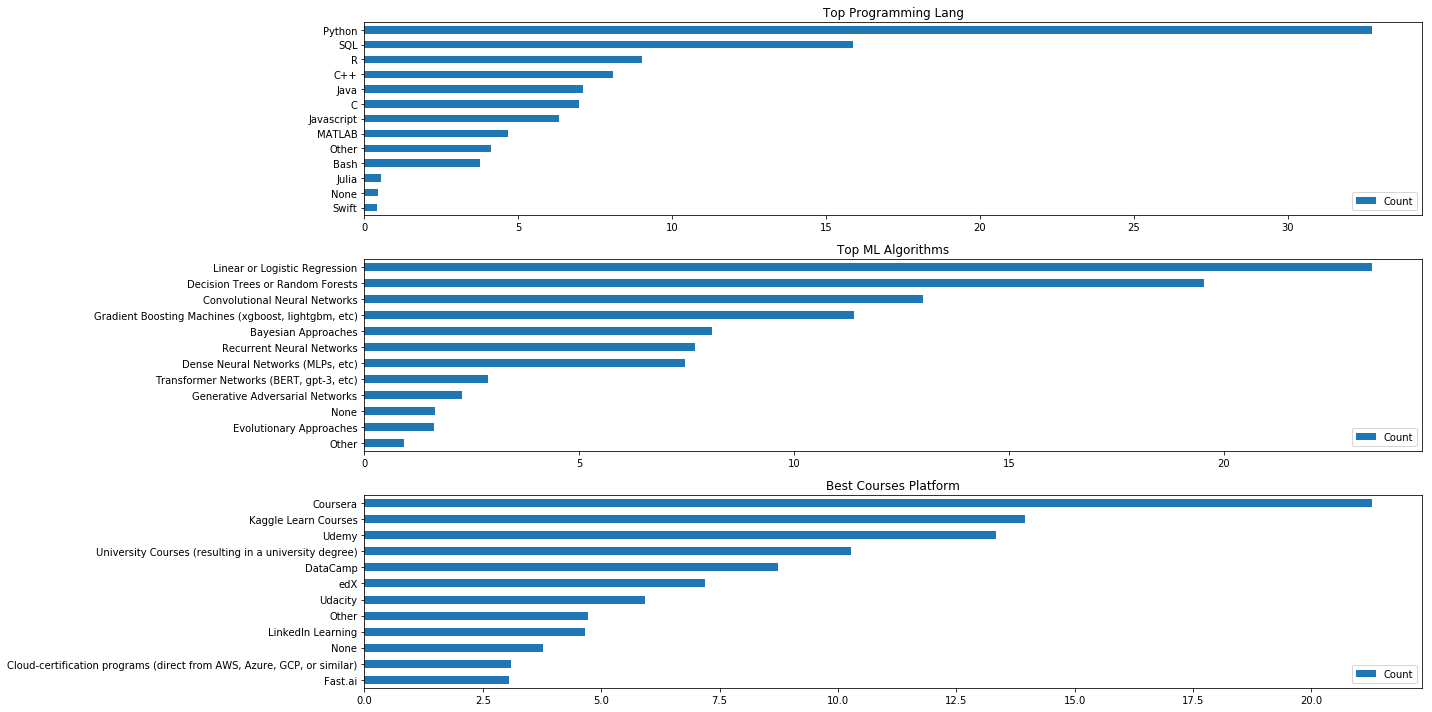 Top Programming Lang
Python
SQL
R
C++
Java
C
Javascript
MATLAB
Other
Bash
Julia
None
Swift
Count
0 5 10 15 20 25 30
Top ML Algorithms
Linear or Logistic Regression
Decision Trees or Random Forests
Convolutional Neural Networks
Gradient Boosting Machines (xgboost, lightgbm, etc)
Bayesian Approaches
Recurrent Neural Networks
Dense Neural Networks (MLPs, etc)
Transformer Networks (BERT, gpt-3, etc)
Generative Adversarial Networks
None
Evolutionary Approaches
Other
Count
0 5 10 15 20
Best Courses Platform
Coursera
Kaggle Learn Courses
Udemy
University Courses (resulting in a university degree)
DataCamp
edX
Udacity
Other
LinkedIn Learning
None
Cloud-certification programs (direct from AWS, Azure, GCP, or similar)
Fast.ai
Count
0.0 2.5 5.0 7.5 10.0 12.5 15.0 17.5 20.0